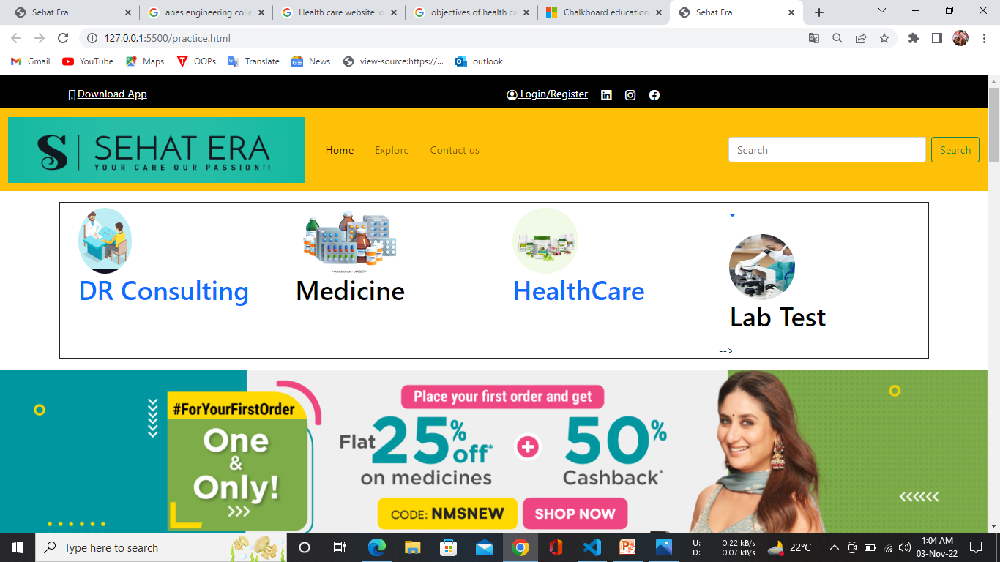 Sehat Era
abes engineering colle
Health care website lo
objectives of health ca
Chalkboard education
Sehat Era
127.0.0.1:5500/practice.html
Gmail
YouTube
Maps
OOPs
Translate
News
view-source:https://...
outlook
Download App
Login/Register
S | SEHAT ERA
YOUR CARE OUR PASSION!!
Home
Explore
Contact us
Search
Search
DR Consulting
Medicine
HealthCare
Lab Test
-->
#ForYourFirstOrder
One
&
Only!
Place your first order and get
Flat 25% off*
on medicines
+
50%
Cashback*
CODE: NMSNEW
SHOP NOW
Type here to search
U: 0.22 kB/s
D: 0.07 kB/s
22°C
1:04 AM
03-Nov-22